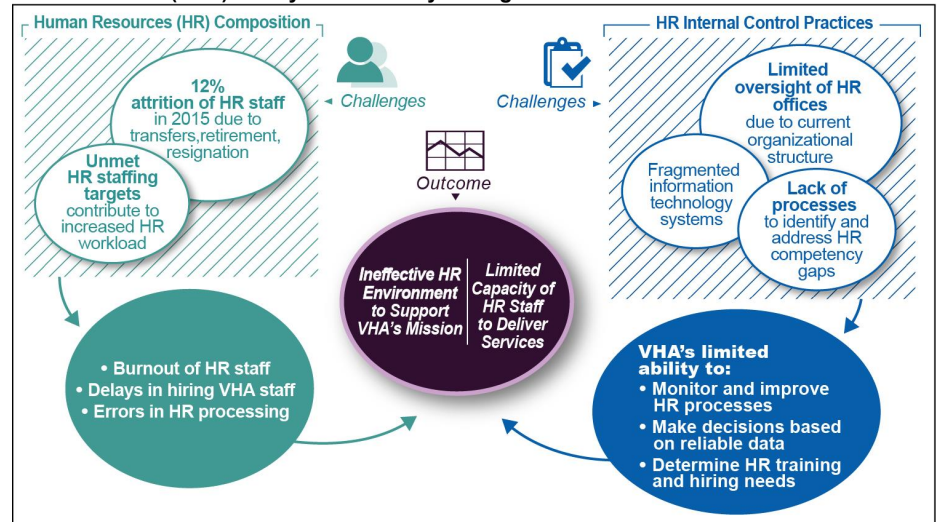 Human Resources (HR) Composition
12%
attrition of HR staff
in 2015 due to
transfers,retirement,
resignation
Unmet
HR staffing
targets
contribute to
increased HR
workload
Challenges
Challenges
HR Internal Control Practices
Limited
oversight of HR
offices
due to current
organizational
structure
Fragmented
information
technology
systems
Lack of
processes
to identify and
address HR
competency
gaps
Outcome
Ineffective HR
Environment
to Support
VHA's Mission
Limited
Capacity of
HR Staff
to Deliver
Services
• Burnout of HR staff
• Delays in hiring VHA staff
• Errors in HR processing
VHA's limited
ability to:
• Monitor and improve
HR processes
• Make decisions based
on reliable data
• Determine HR training
and hiring needs